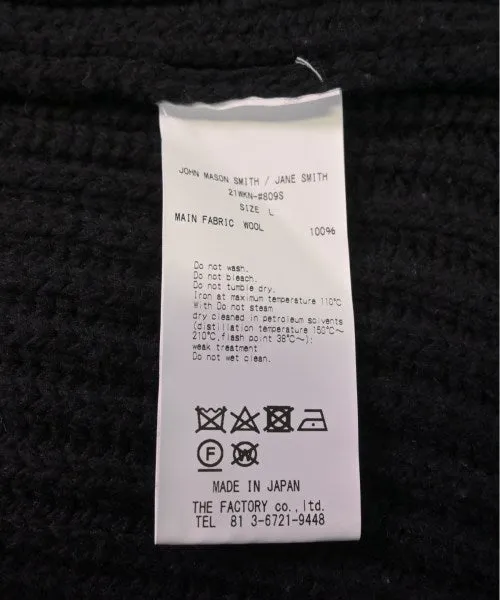 JOHN MASON SMITH / JANE SMITH
21WKN-#809S
SIZE L
MAIN FABRIC WOOL 100%
Do not wash.
Do not bleach.
Do not tumble dry.
Iron at maximum temperature 110℃
With Do not steam
dry cleaned in petroleum solvents
(distillation temperature 150℃~
210℃,flash point 38℃~):
weak treatment
Do not wet clean.
F W
MADE IN JAPAN
THE FACTORY co.,ltd.
TEL 81 3-6721-9448